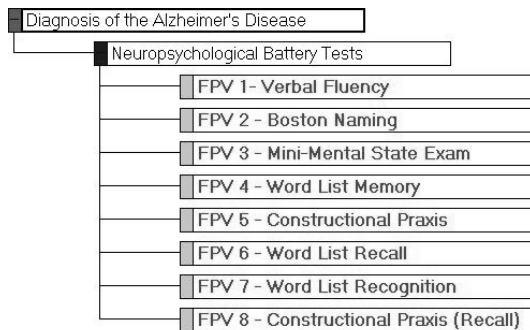 Diagnosis of the Alzheimer's Disease
Neuropsychological Battery Tests
FPV 1- Verbal Fluency
FPV 2 - Boston Naming
FPV 3 - Mini-Mental State Exam
FPV 4 - Word List Memory
FPV 5 - Constructional Praxis
FPV 6 - Word List Recall
FPV 7 - Word List Recognition
FPV 8 - Constructional Praxis (Recall)